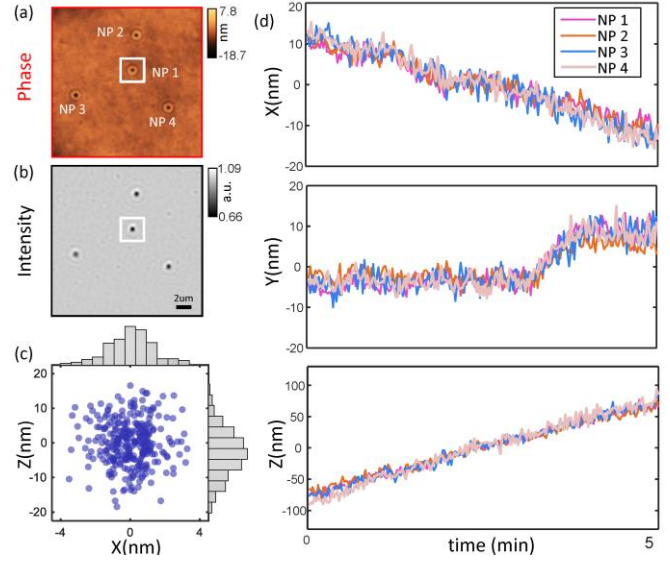 (a)
Phase
NP 2
NP 1
NP 3
NP 4
7.8
nm
-18.7
(b)
Intensity
2um
1.09
a.u.
0.66
(c)
Z(nm)
20
10
0
-10
-20
-4
0
4
X(nm)
(d)
NP 1
NP 2
NP 3
NP 4
X(nm)
20
10
0
-10
-20
Y(nm)
20
10
0
-10
-20
Z(nm)
100
50
0
-50
-100
0
time (min)
5